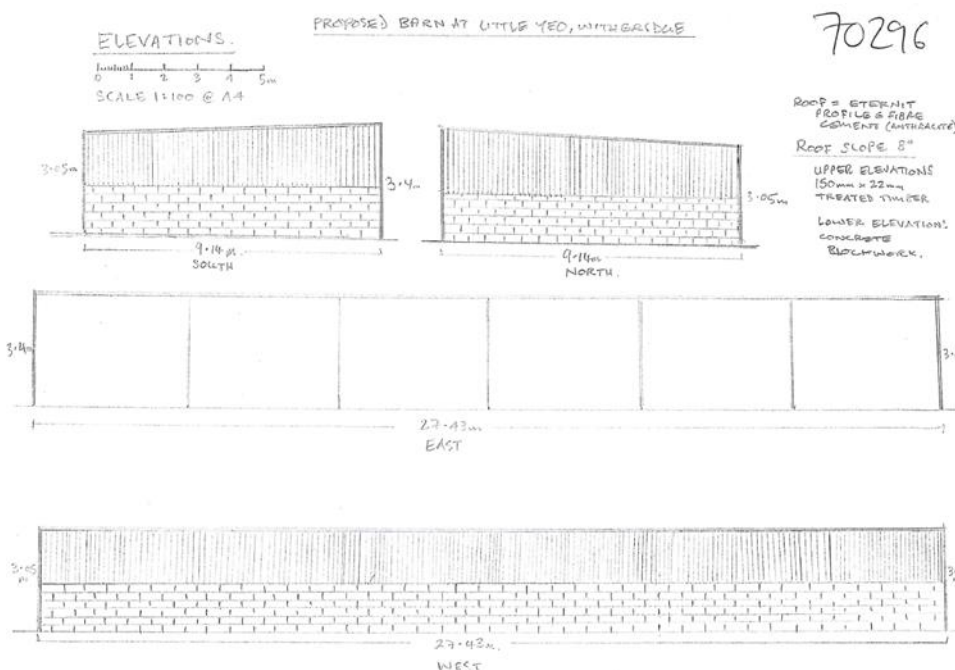 PROPOSED BARN AT LITTLE YEO, WITHERIDGE
70296
ELEVATIONS.
0 1 2 3 4 5m
SCALE 1:100 @ A4
ROOF = ETERNIT
PROFILE 6 FIBRE
CEMENT (ANTHRACITE)
ROOF SLOPE 8°
UPPER ELEVATIONS
150mm x 22mm
TREATED TIMBER
LOWER ELEVATION:
CONCRETE
BLOCKWORK.
3.05m
3.4m
9.14m
SOUTH
3.05m
9.14m
NORTH.
3.4m
27.43m
EAST
3.05
m
27.43m.
WEST